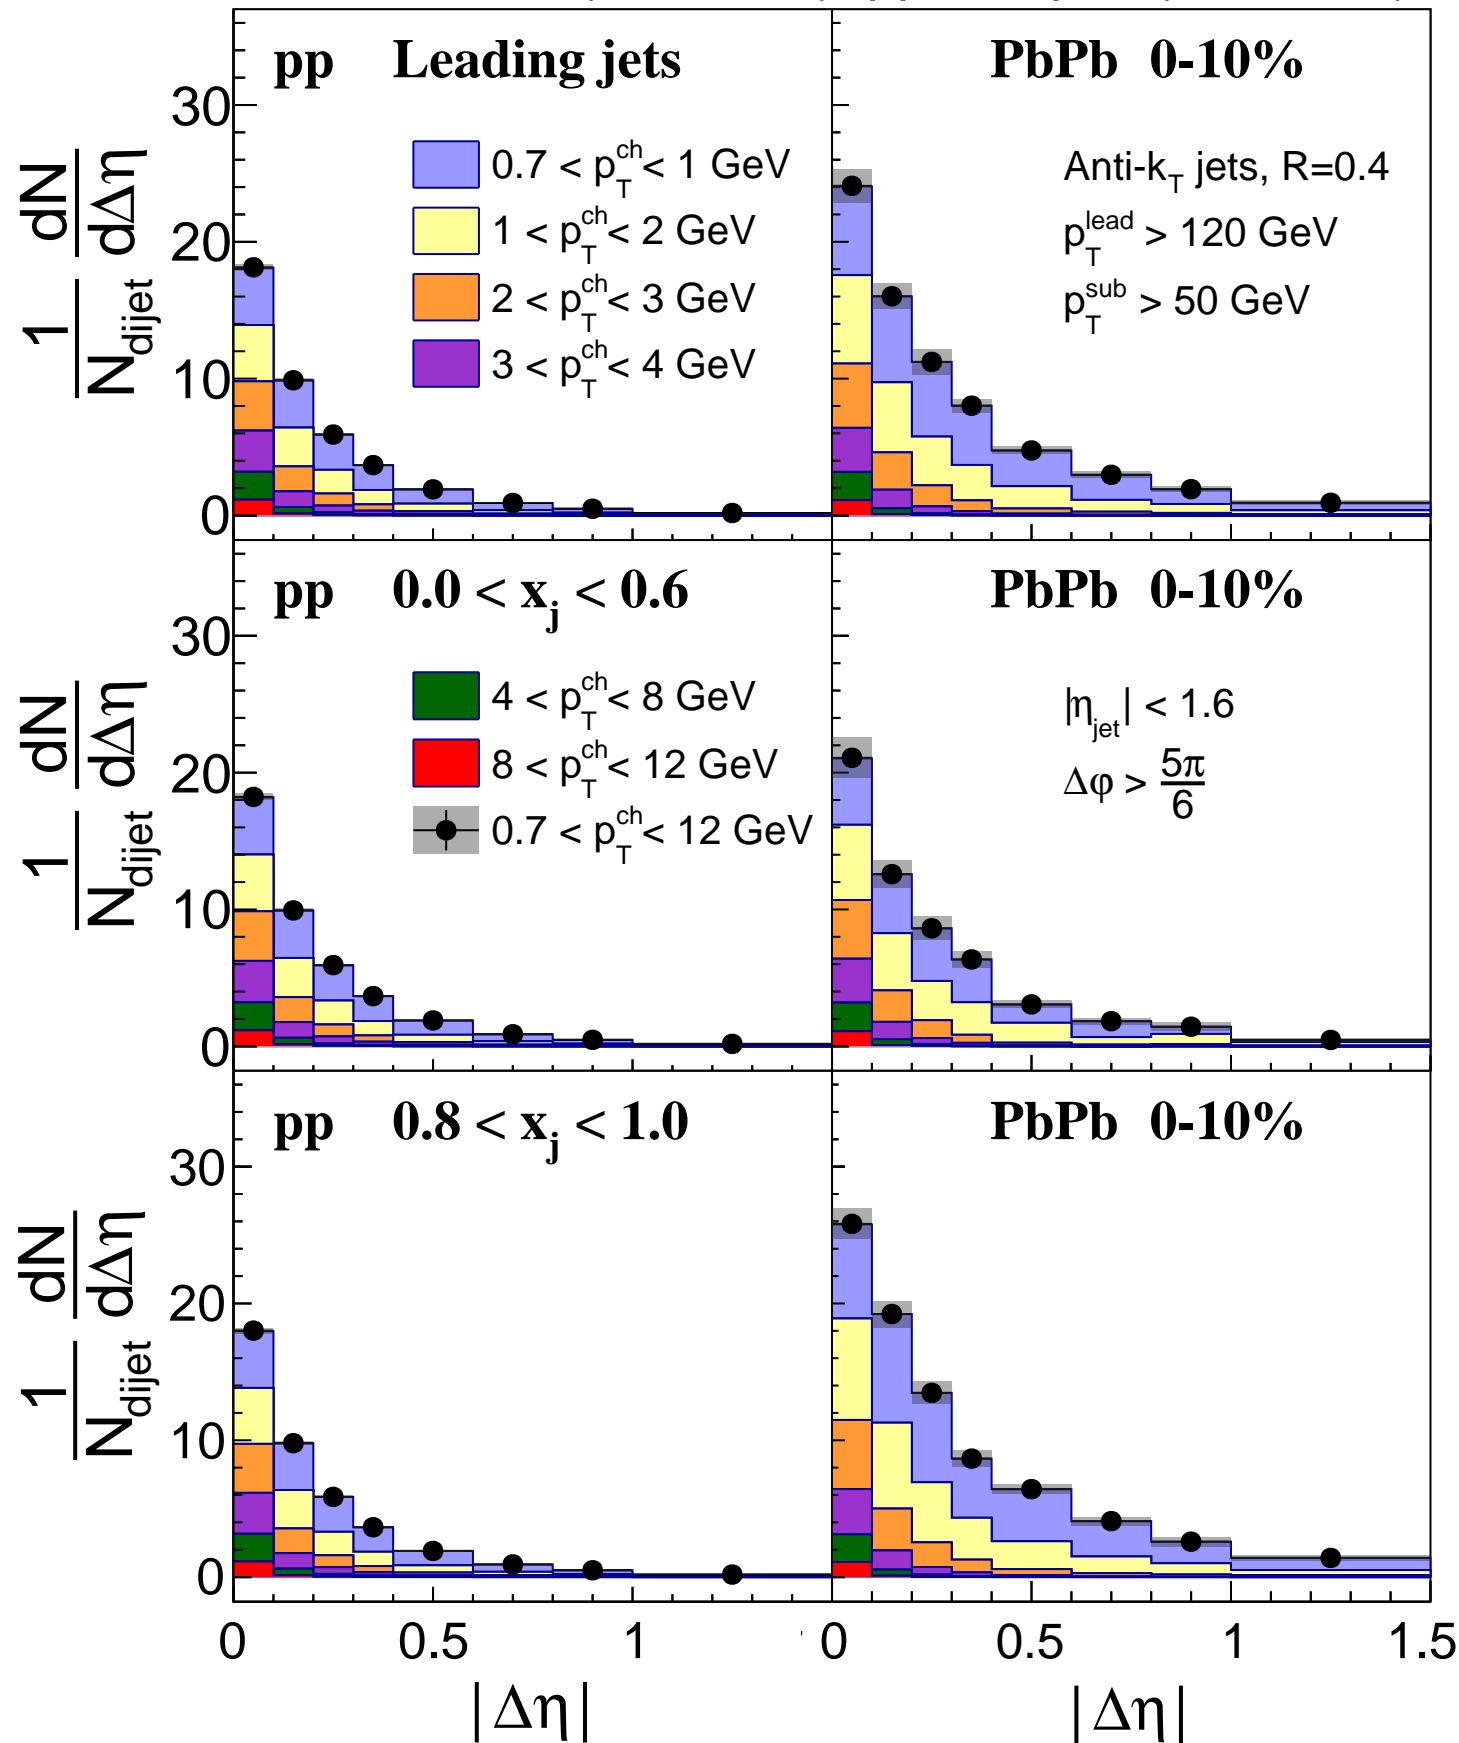 pp Leading jets
PbPb 0-10%
0.7 < p_T^ch < 1 GeV
1 < p_T^ch < 2 GeV
2 < p_T^ch < 3 GeV
3 < p_T^ch < 4 GeV
Anti-k_T jets, R=0.4
p_T^lead > 120 GeV
p_T^sub > 50 GeV
1/N_dijet dN/dΔη
30
20
10
0
pp 0.0 < x_j < 0.6
PbPb 0-10%
4 < p_T^ch < 8 GeV
8 < p_T^ch < 12 GeV
0.7 < p_T^ch < 12 GeV
|η_jet| < 1.6
Δφ > 5π/6
1/N_dijet dN/dΔη
30
20
10
0
pp 0.8 < x_j < 1.0
PbPb 0-10%
1/N_dijet dN/dΔη
30
20
10
0
0 0.5 1
0 0.5 1 1.5
|Δη|
|Δη|